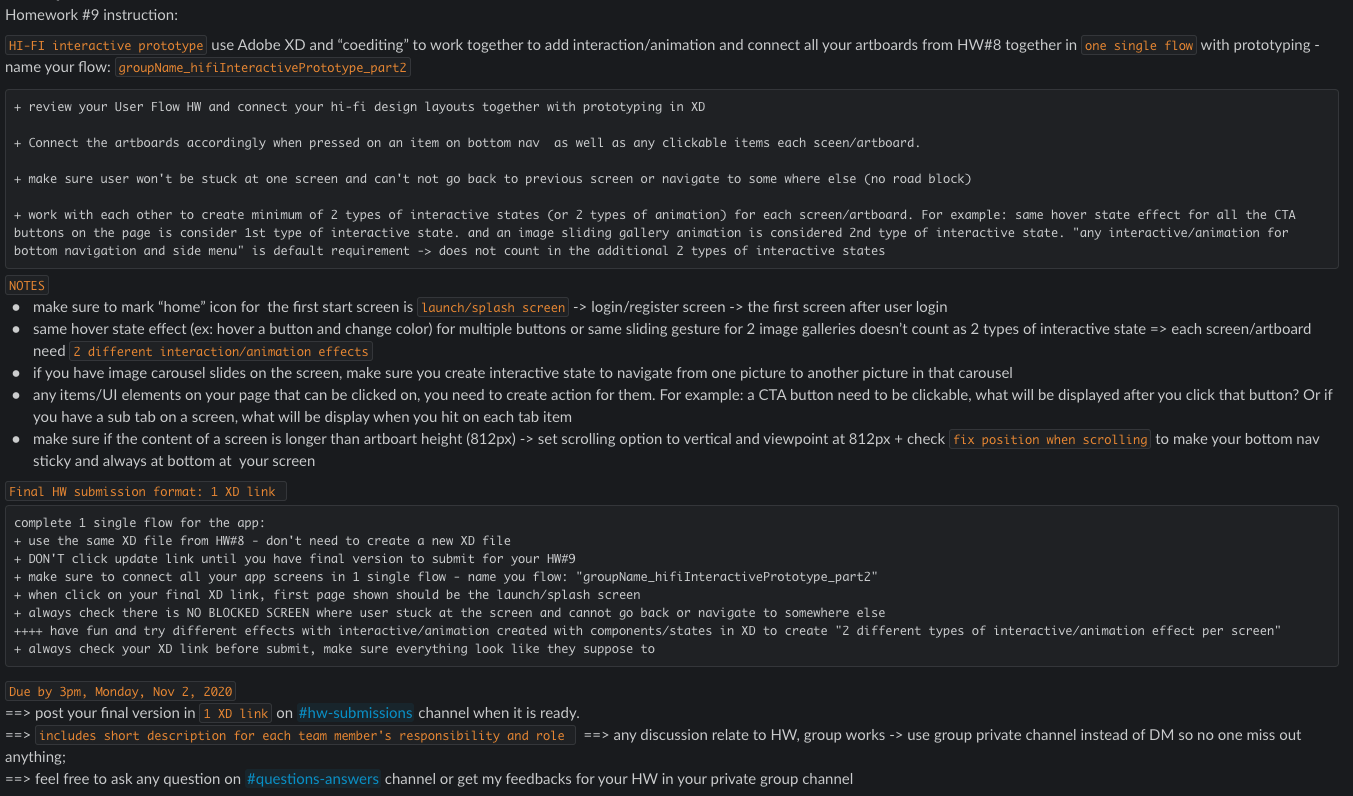 Homework #9 instruction:
HI-FI interactive prototype use Adobe XD and “coediting” to work together to add interaction/animation and connect all your artboards from HW#8 together in one single flow with prototyping -
name your flow: groupName_hifiInteractivePrototype_part2
+ review your User Flow HW and connect your hi-fi design layouts together with prototyping in XD
+ Connect the artboards accordingly when pressed on an item on bottom nav  as well as any clickable items each sceen/artboard.
+ make sure user won't be stuck at one screen and can't not go back to previous screen or navigate to some where else (no road block)
+ work with each other to create minimum of 2 types of interactive states (or 2 types of animation) for each screen/artboard. For example: same hover state effect for all the CTA
buttons on the page is consider 1st type of interactive state. and an image sliding gallery animation is considered 2nd type of interactive state. "any interactive/animation for
bottom navigation and side menu" is default requirement -> does not count in the additional 2 types of interactive states
NOTES
● make sure to mark “home” icon for  the first start screen is launch/splash screen -> login/register screen -> the first screen after user login
● same hover state effect (ex: hover a button and change color) for multiple buttons or same sliding gesture for 2 image galleries doesn’t count as 2 types of interactive state => each screen/artboard
need 2 different interaction/animation effects
● if you have image carousel slides on the screen, make sure you create interactive state to navigate from one picture to another picture in that carousel
● any items/UI elements on your page that can be clicked on, you need to create action for them. For example: a CTA button need to be clickable, what will be displayed after you click that button? Or if
you have a sub tab on a screen, what will be display when you hit on each tab item
● make sure if the content of a screen is longer than artboart height (812px) -> set scrolling option to vertical and viewpoint at 812px + check fix position when scrolling to make your bottom nav
sticky and always at bottom at  your screen
Final HW submission format: 1 XD link
complete 1 single flow for the app:
+ use the same XD file from HW#8 - don't need to create a new XD file
+ DON'T click update link until you have final version to submit for your HW#9
+ make sure to connect all your app screens in 1 single flow - name you flow: "groupName_hifiInteractivePrototype_part2"
+ when click on your final XD link, first page shown should be the launch/splash screen
+ always check there is NO BLOCKED SCREEN where user stuck at the screen and cannot go back or navigate to somewhere else
++++ have fun and try different effects with interactive/animation created with components/states in XD to create "2 different types of interactive/animation effect per screen"
+ always check your XD link before submit, make sure everything look like they suppose to
Due by 3pm, Monday, Nov 2, 2020
==> post your final version in 1 XD link on #hw-submissions channel when it is ready.
==> includes short description for each team member's responsibility and role ==> any discussion relate to HW, group works -> use group private channel instead of DM so no one miss out
anything;
==> feel free to ask any question on #questions-answers channel or get my feedbacks for your HW in your private group channel